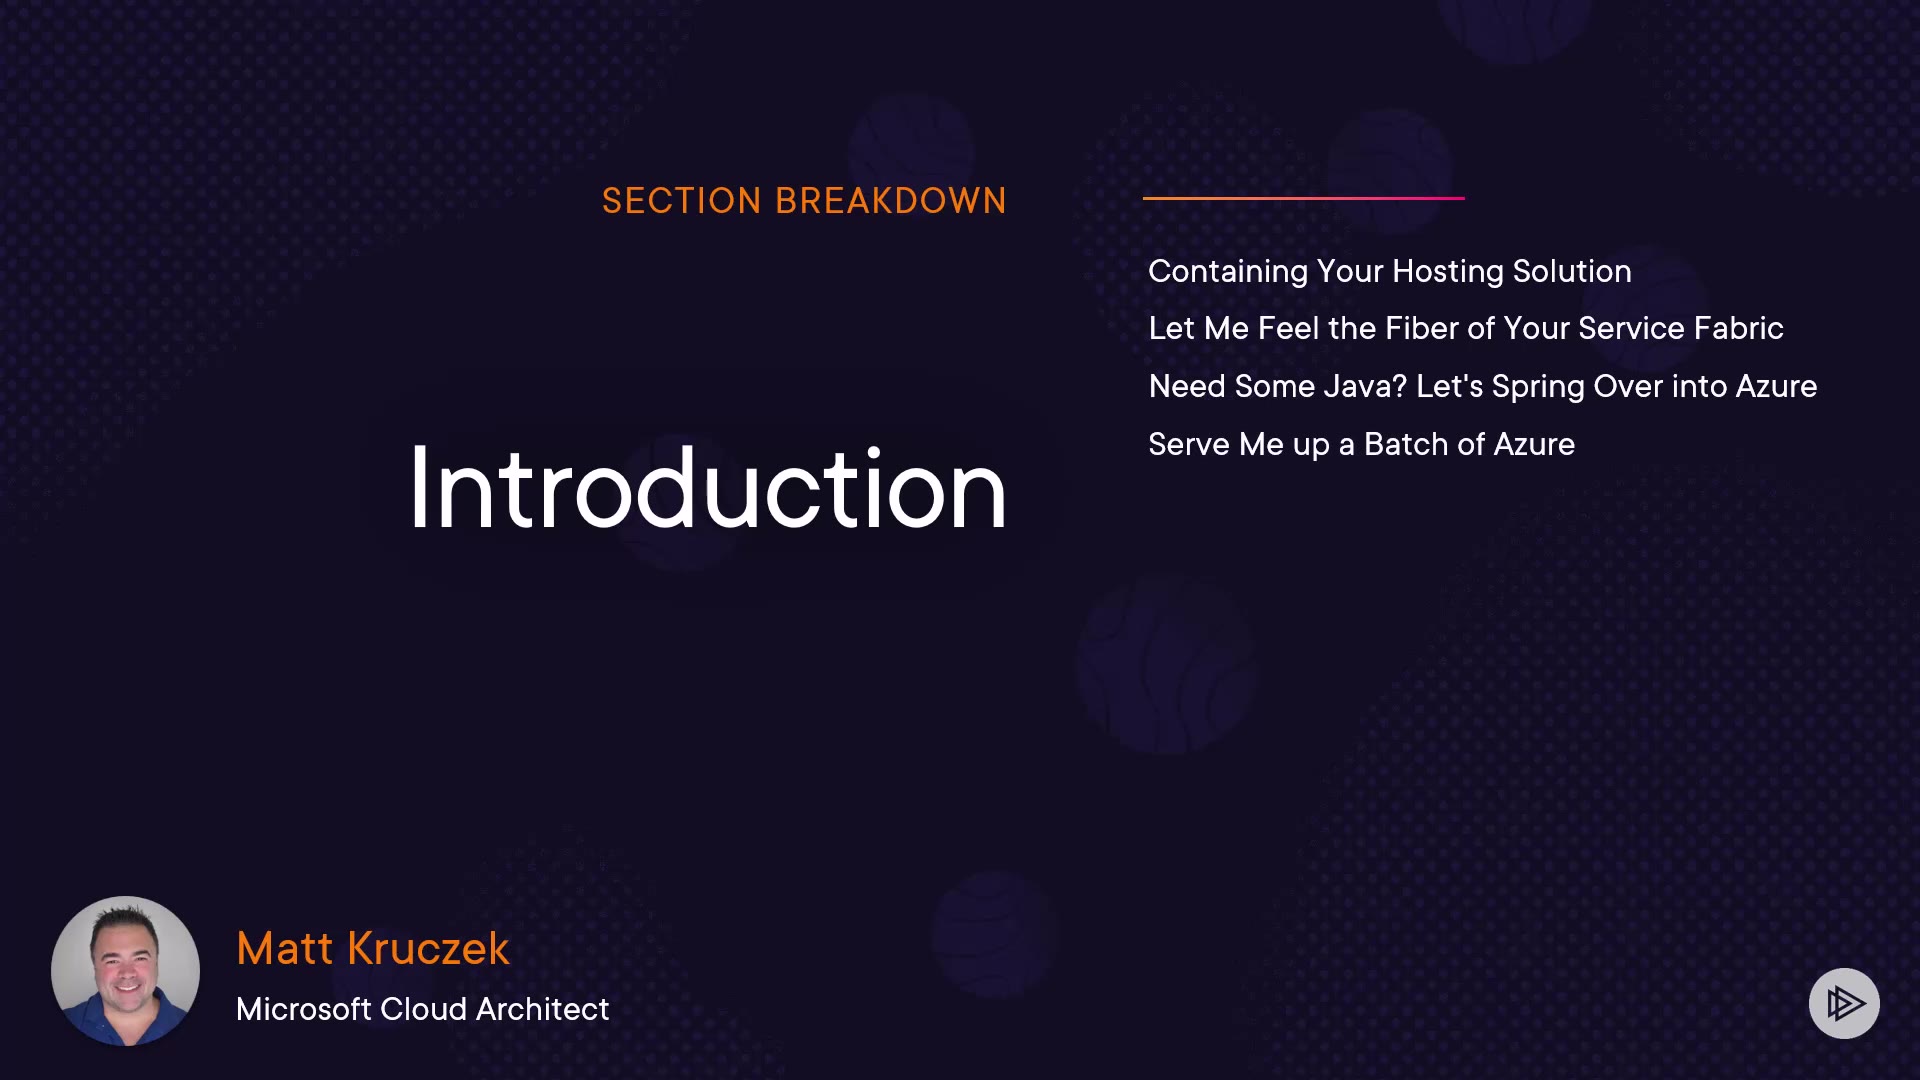 SECTION BREAKDOWN
Introduction
Containing Your Hosting Solution
Let Me Feel the Fiber of Your Service Fabric
Need Some Java? Let's Spring Over into Azure
Serve Me up a Batch of Azure
Matt Kruczek
Microsoft Cloud Architect